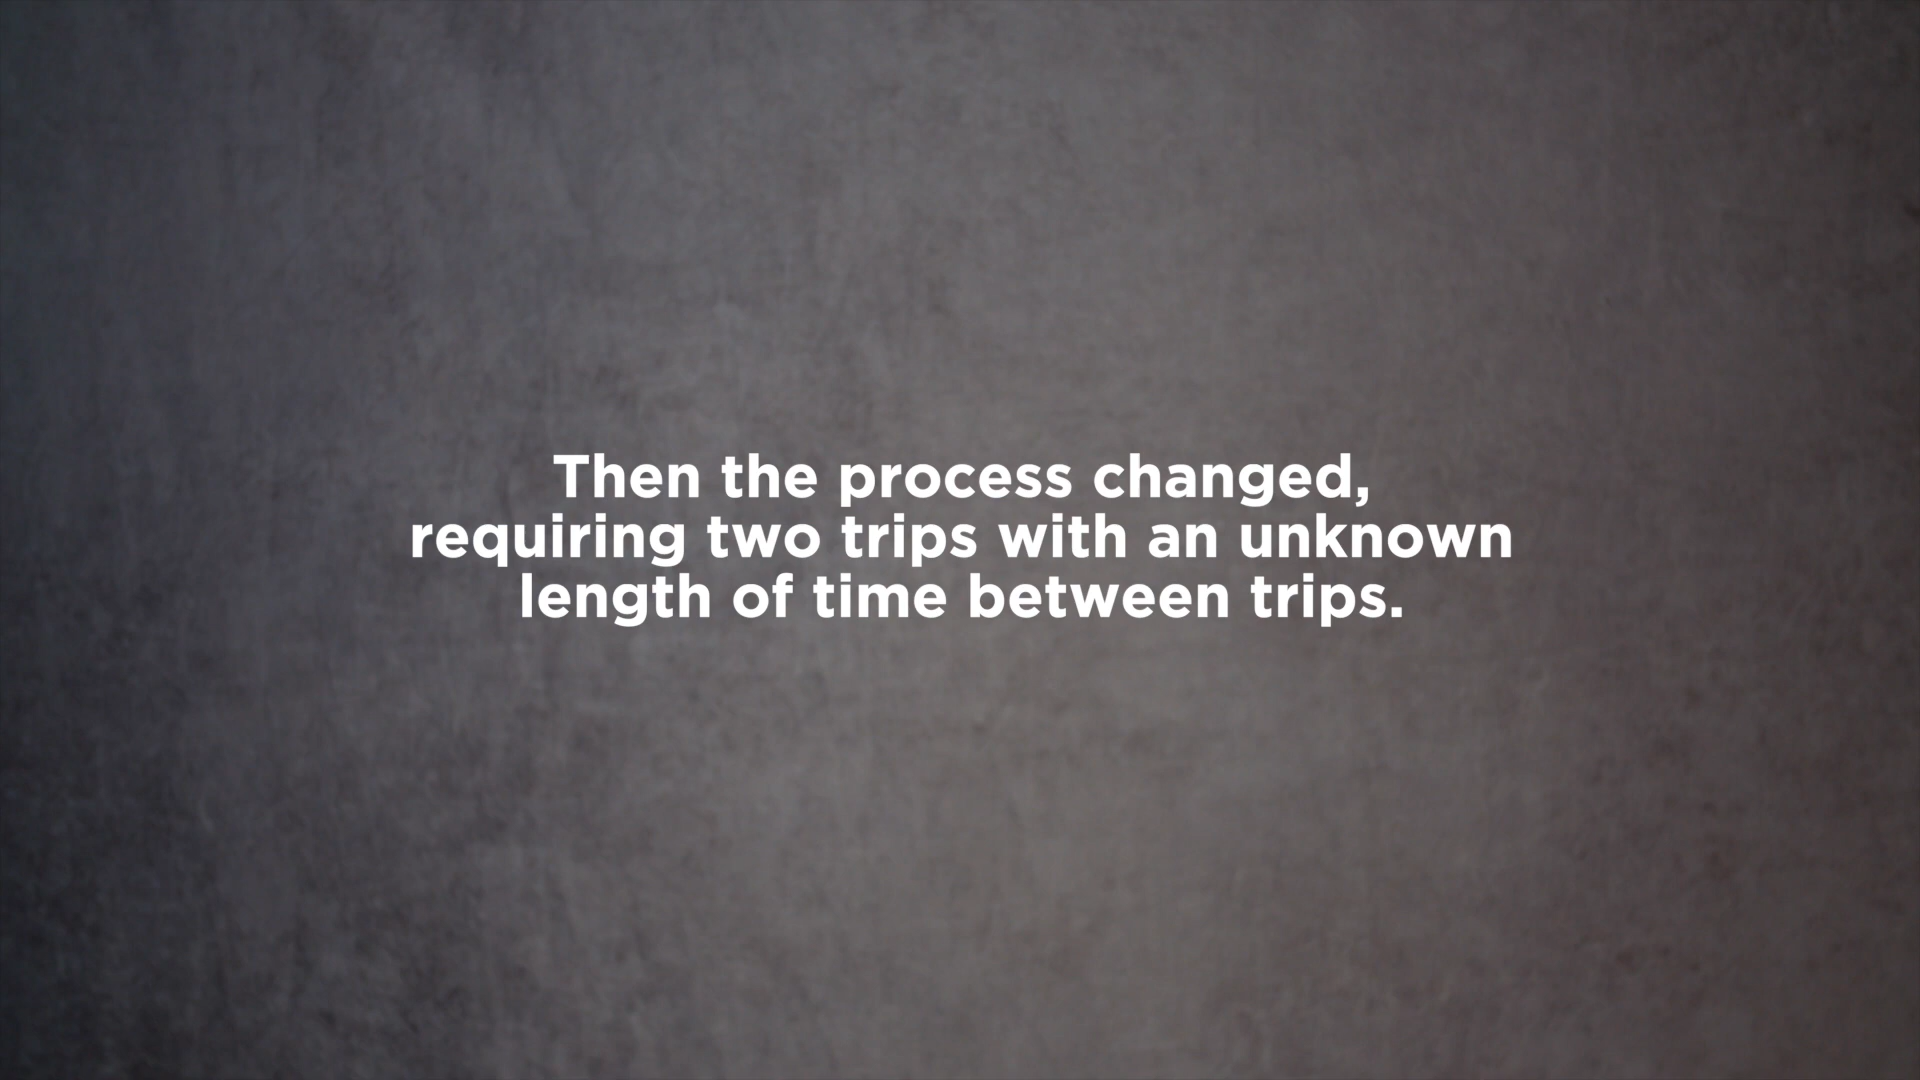 Then the process changed,
requiring two trips with an unknown
length of time between trips.